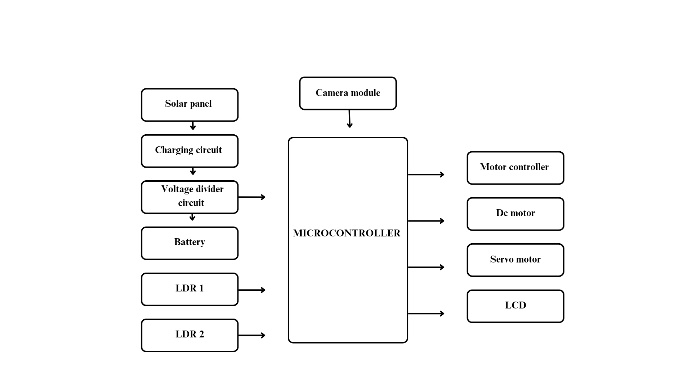 Camera module
Solar panel
Charging circuit
Voltage divider
circuit
Battery
LDR 1
LDR 2
MICROCONTROLLER
Motor controller
Dc motor
Servo motor
LCD